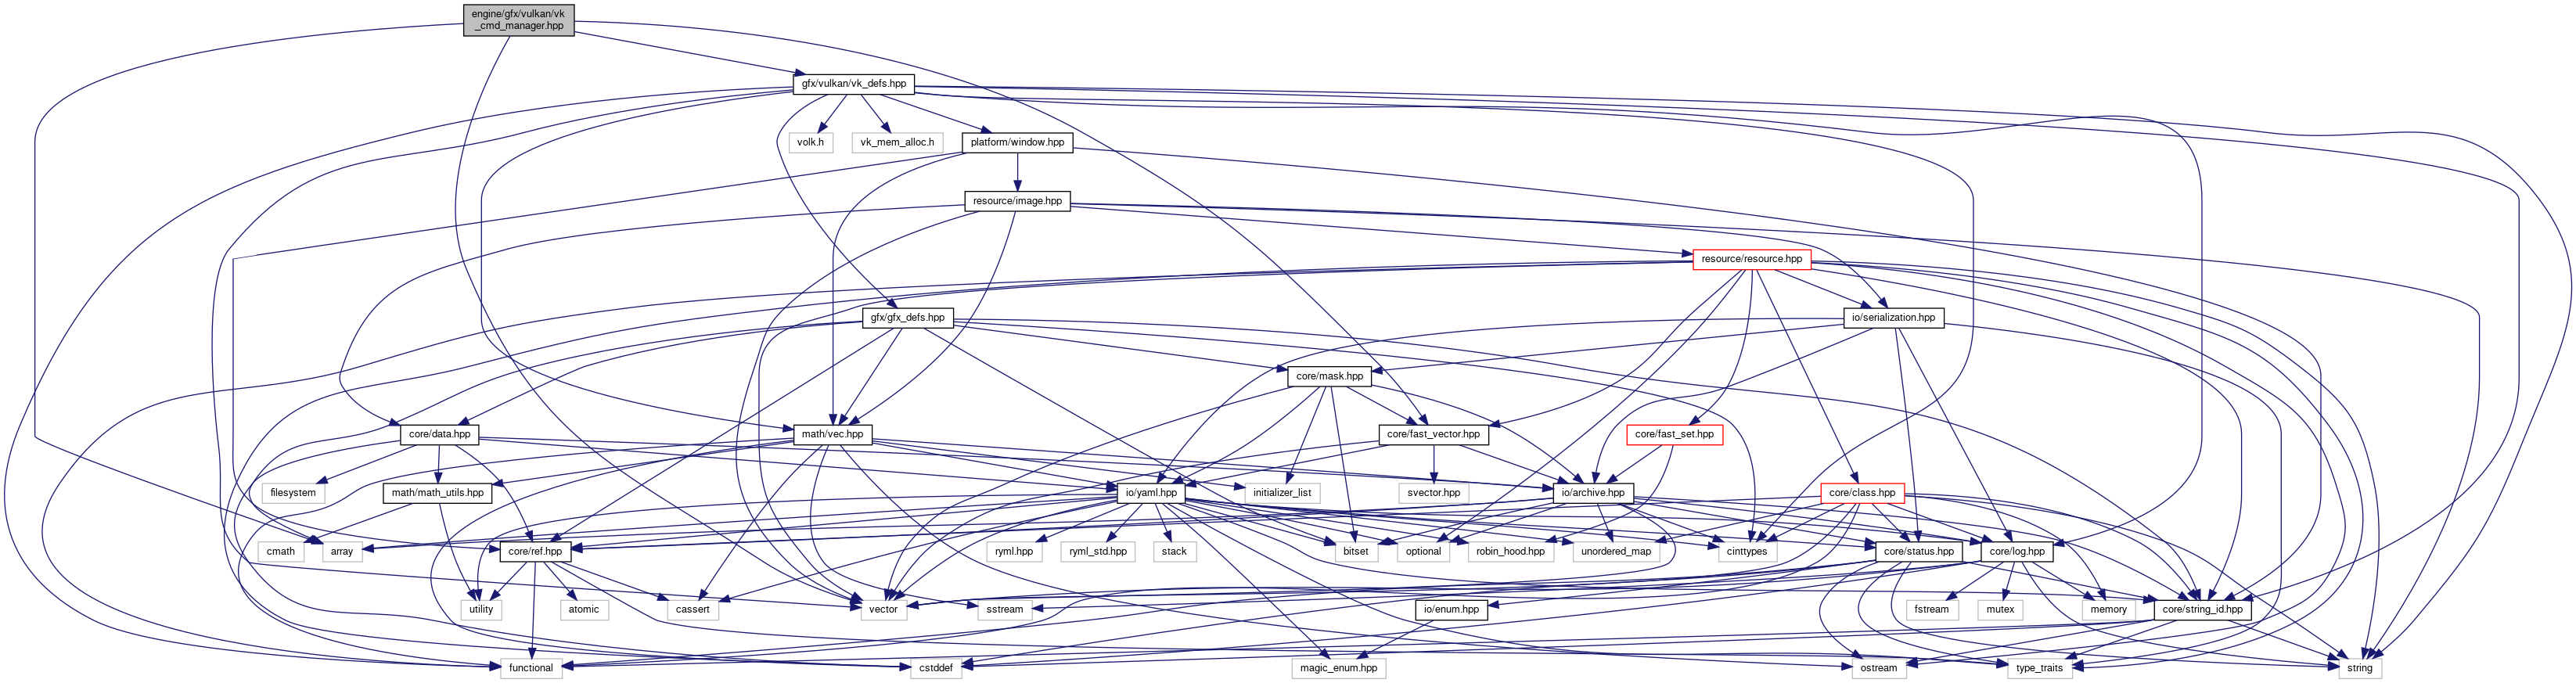 engine/gfx/vulkan/vk
_cmd_manager.hpp
gfx/vulkan/vk_defs.hpp
volk.h
vk_mem_alloc.h
platform/window.hpp
resource/image.hpp
resource/resource.hpp
gfx/gfx_defs.hpp
io/serialization.hpp
core/mask.hpp
core/data.hpp
math/vec.hpp
core/fast_vector.hpp
core/fast_set.hpp
filesystem
math/math_utils.hpp
io/yaml.hpp
initializer_list
svector.hpp
io/archive.hpp
core/class.hpp
cmath
array
core/ref.hpp
ryml.hpp
ryml_std.hpp
stack
bitset
optional
robin_hood.hpp
unordered_map
cinttypes
core/status.hpp
core/log.hpp
utility
atomic
cassert
vector
sstream
io/enum.hpp
fstream
mutex
memory
core/string_id.hpp
functional
cstddef
magic_enum.hpp
ostream
type_traits
string